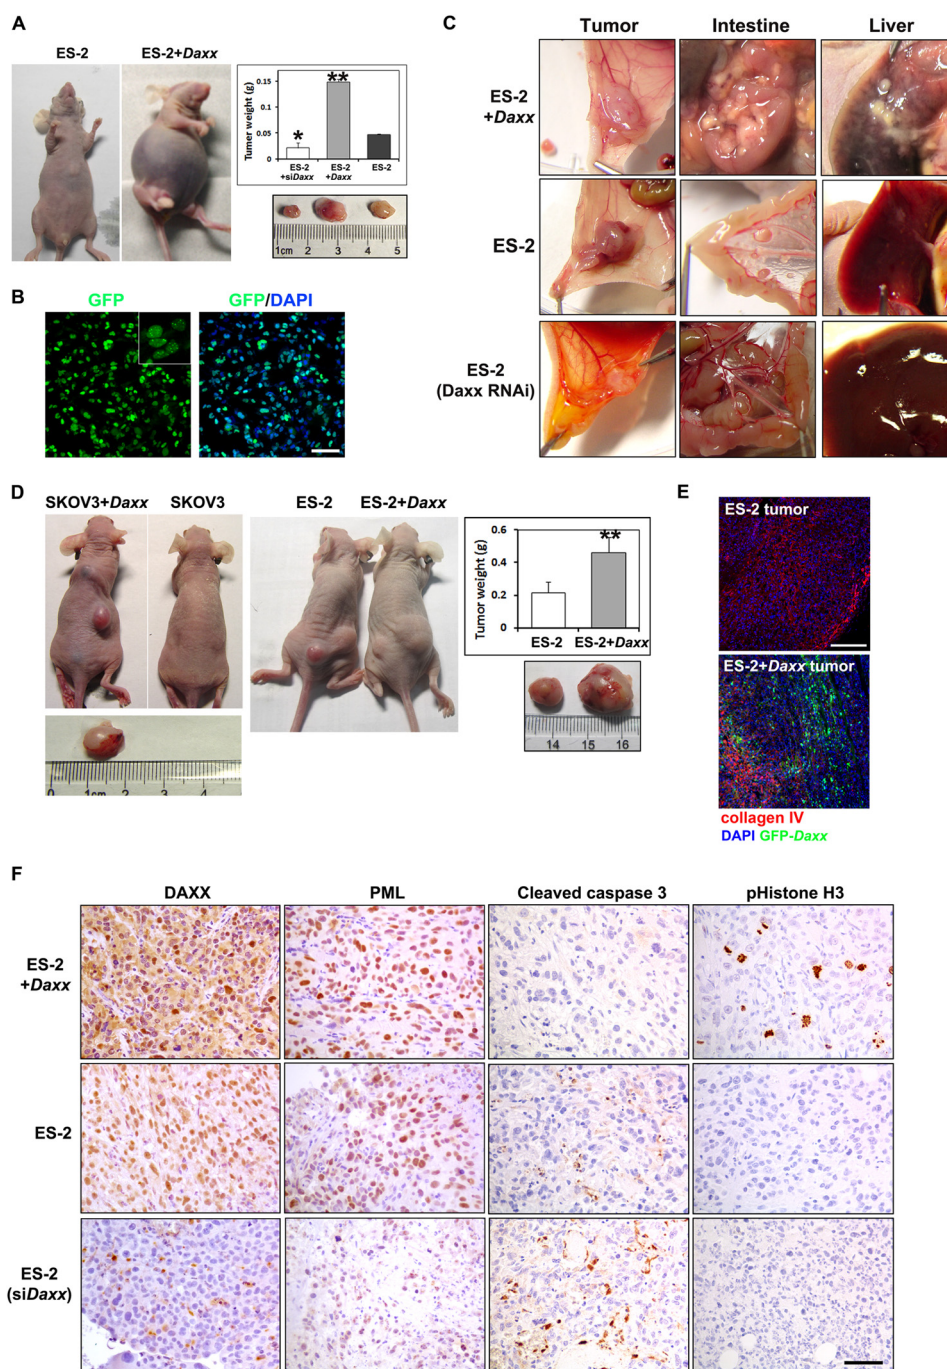 A
ES-2
ES-2+Daxx
Tumer weight (g)
0.15
0.10
0.05
0
**
*
ES-2
+siDaxx
ES-2
+Daxx
ES-2
1cm 2 3 4 5
B
GFP
GFP/DAPI
C
Tumor
Intestine
Liver
ES-2
+Daxx
ES-2
ES-2
(Daxx RNAi)
D
SKOV3+Daxx
SKOV3
ES-2
ES-2+Daxx
Tumor weight (g)
0.6
0.4
0.2
0
**
ES-2
ES-2+Daxx
14 15 16
0 1cm 2 3 4
E
ES-2 tumor
ES-2+Daxx tumor
collagen IV
DAPI GFP-Daxx
F
DAXX
PML
Cleaved caspase 3
pHistone H3
ES-2
+Daxx
ES-2
ES-2
(siDaxx)